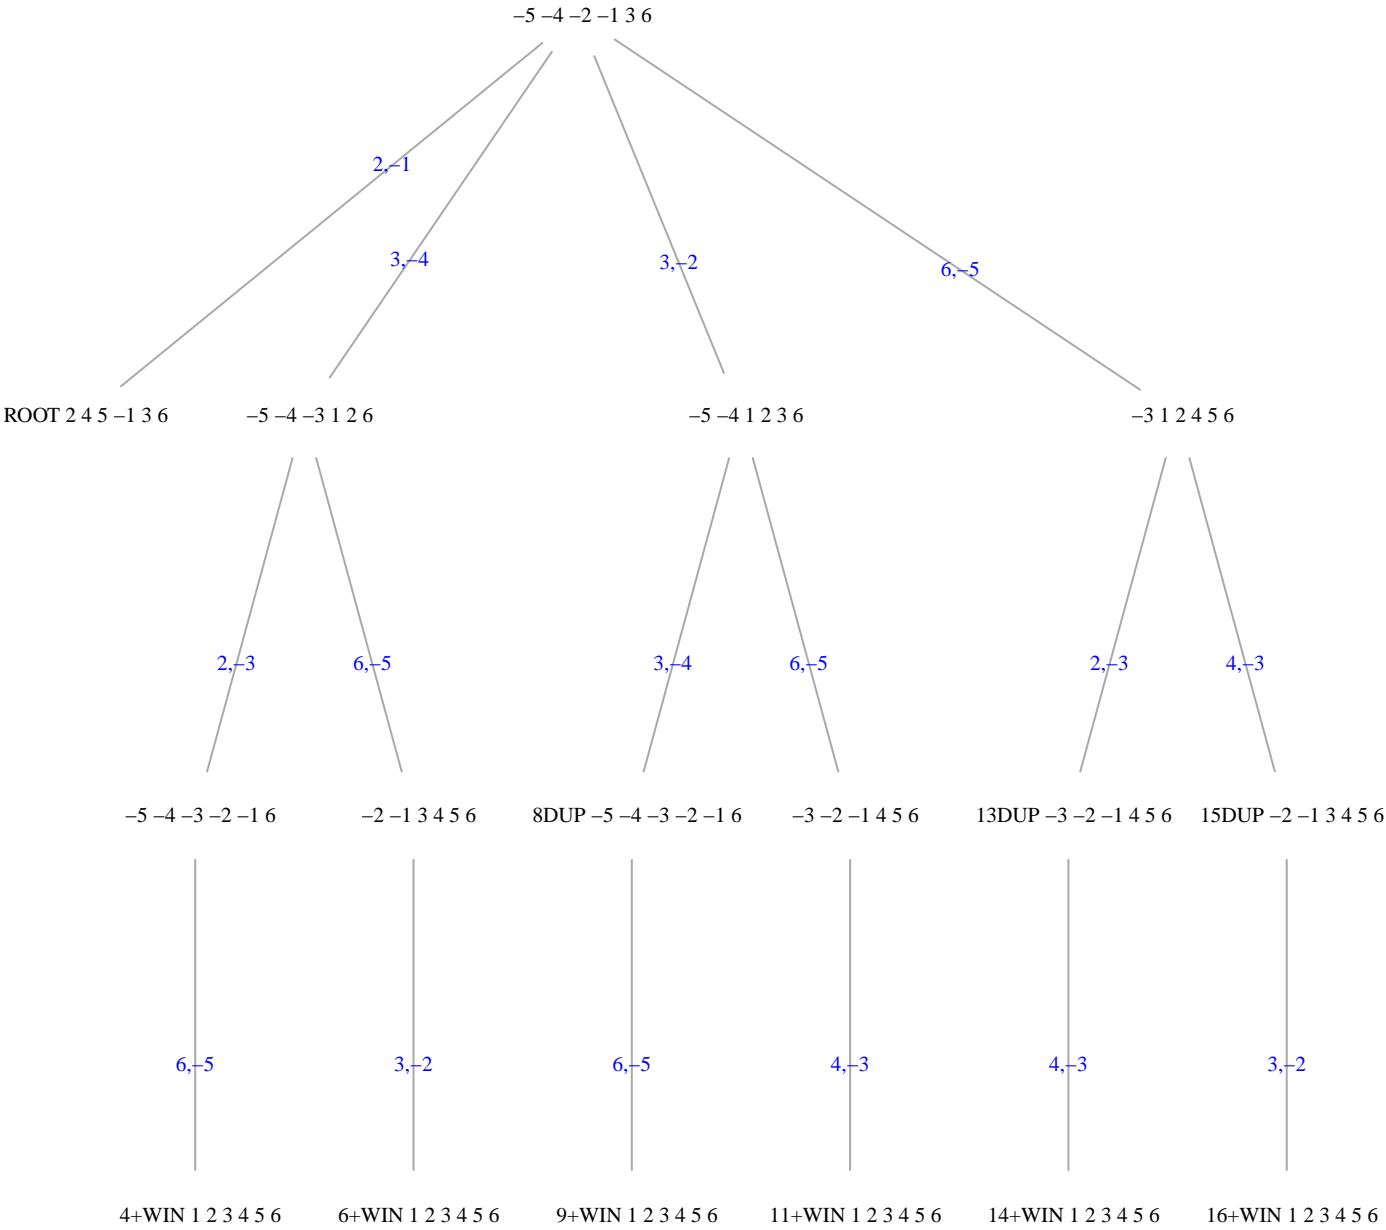 –5 –4 –2 –1 3 6
2,–1
3,–4
3,–2
6,–5
ROOT 2 4 5 –1 3 6
–5 –4 –3 1 2 6
–5 –4 1 2 3 6
–3 1 2 4 5 6
2,–3
6,–5
3,–4
6,–5
2,–3
4,–3
–5 –4 –3 –2 –1 6
–2 –1 3 4 5 6
8DUP –5 –4 –3 –2 –1 6
–3 –2 –1 4 5 6
13DUP –3 –2 –1 4 5 6
15DUP –2 –1 3 4 5 6
6,–5
3,–2
6,–5
4,–3
4,–3
3,–2
4+WIN 1 2 3 4 5 6
6+WIN 1 2 3 4 5 6
9+WIN 1 2 3 4 5 6
11+WIN 1 2 3 4 5 6
14+WIN 1 2 3 4 5 6
16+WIN 1 2 3 4 5 6